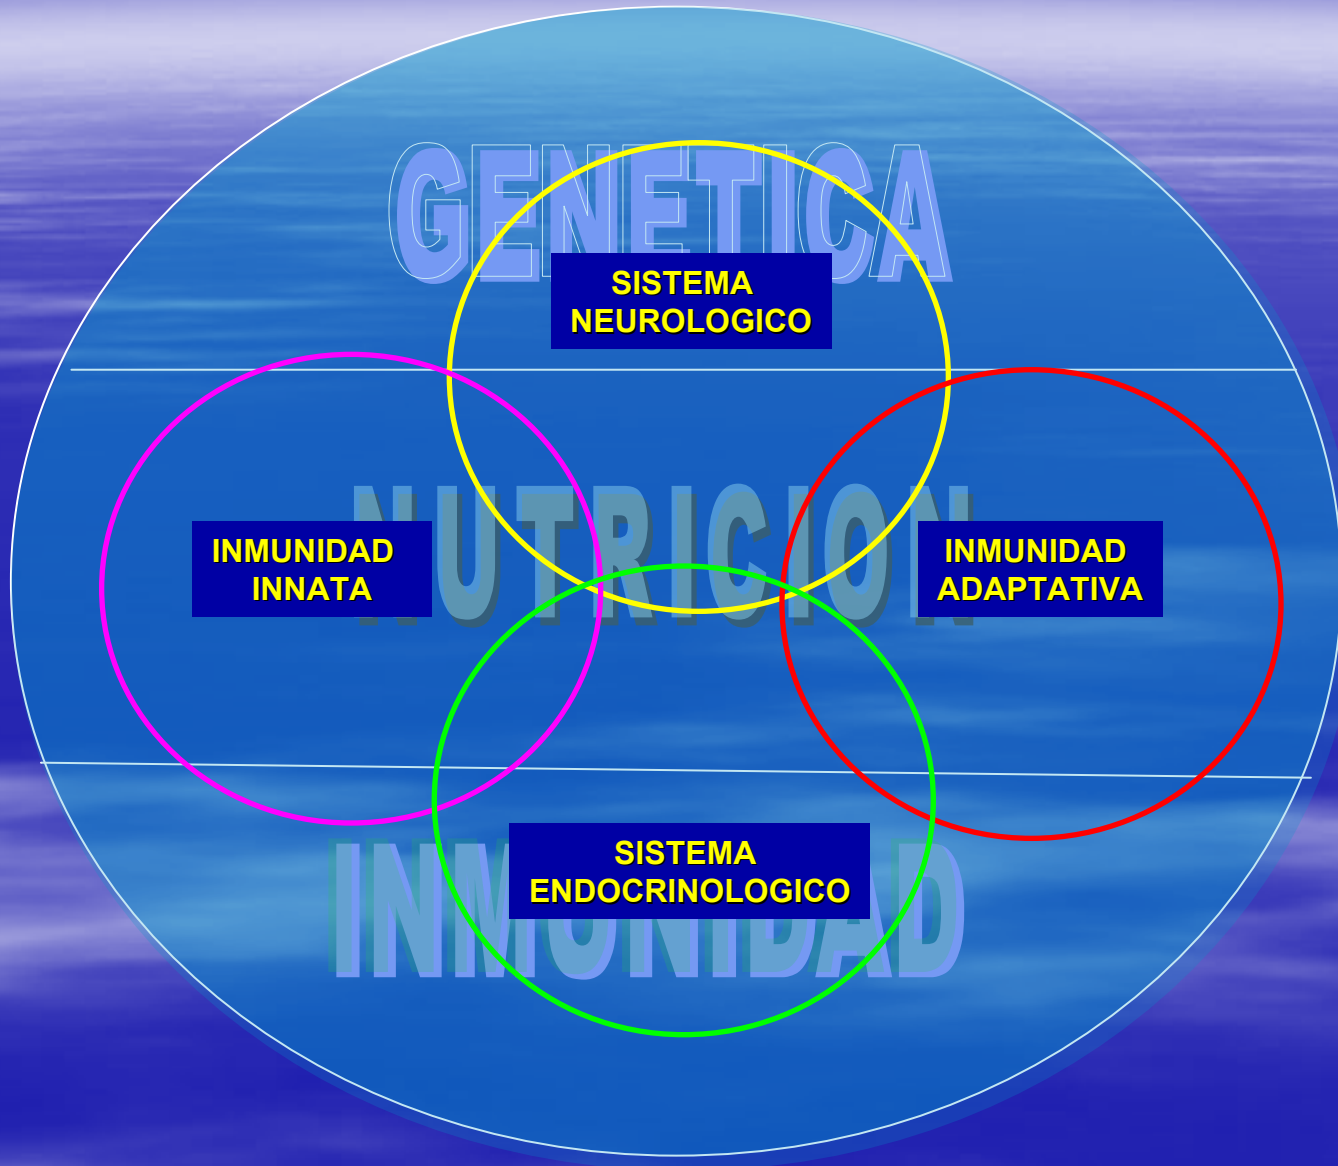 GENETICA
SISTEMA
NEUROLOGICO
NUTRICION
INMUNIDAD
INNATA
INMUNIDAD
ADAPTATIVA
SISTEMA
ENDOCRINOLOGICO
INMUNIDAD